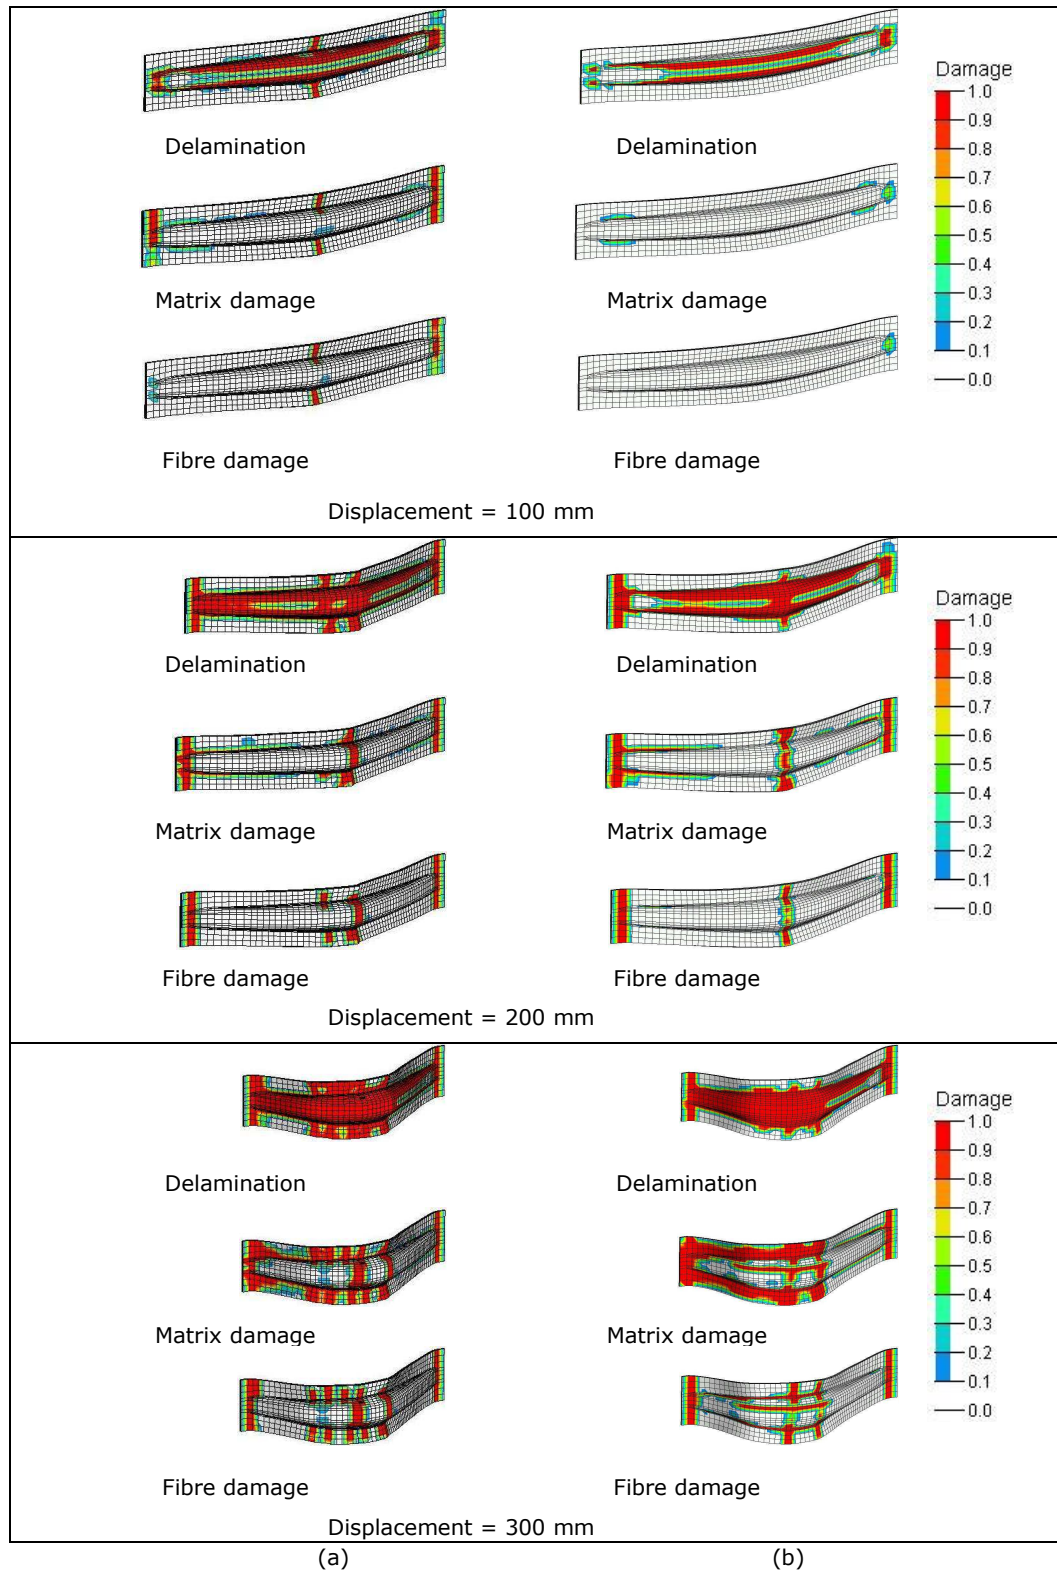 Damage
1.0
0.9
0.8
0.7
0.6
0.5
0.4
0.3
0.2
0.1
0.0
Delamination Delamination
Matrix damage Matrix damage
Fibre damage Fibre damage
Displacement = 100 mm
Damage
1.0
0.9
0.8
0.7
0.6
0.5
0.4
0.3
0.2
0.1
0.0
Delamination Delamination
Matrix damage Matrix damage
Fibre damage Fibre damage
Displacement = 200 mm
Damage
1.0
0.9
0.8
0.7
0.6
0.5
0.4
0.3
0.2
0.1
0.0
Delamination Delamination
Matrix damage Matrix damage
Fibre damage Fibre damage
Displacement = 300 mm
(a) (b)